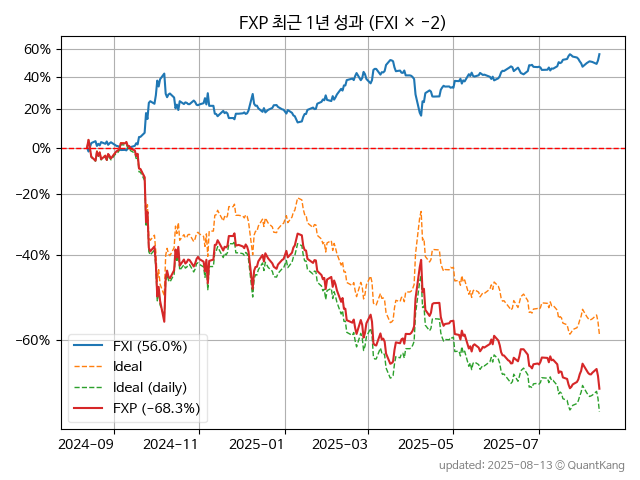 FXP 최근 1년 성과 (FXI × −2)
60%
40%
20%
0%
−20%
−40%
−60%
FXI (56.0%)
Ideal
Ideal (daily)
FXP (−68.3%)
2024-09 2024-11 2025-01 2025-03 2025-05 2025-07
updated: 2025-08-13 © QuantKang